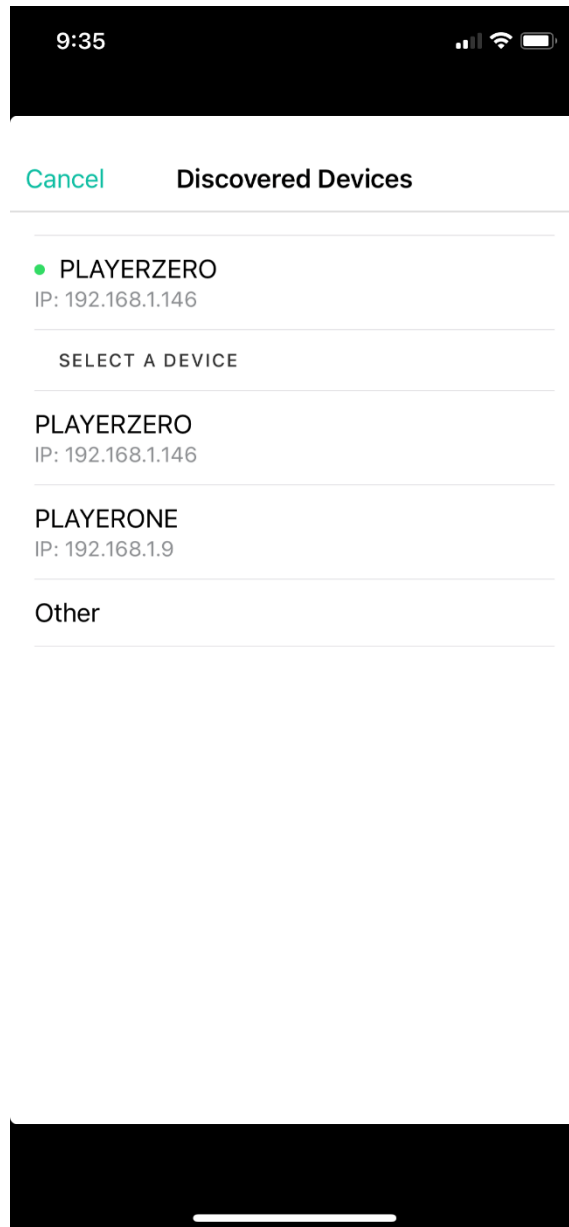 9:35
Cancel
Discovered Devices
PLAYERZERO
IP: 192.168.1.146
SELECT A DEVICE
PLAYERZERO
IP: 192.168.1.146
PLAYERONE
IP: 192.168.1.9
Other